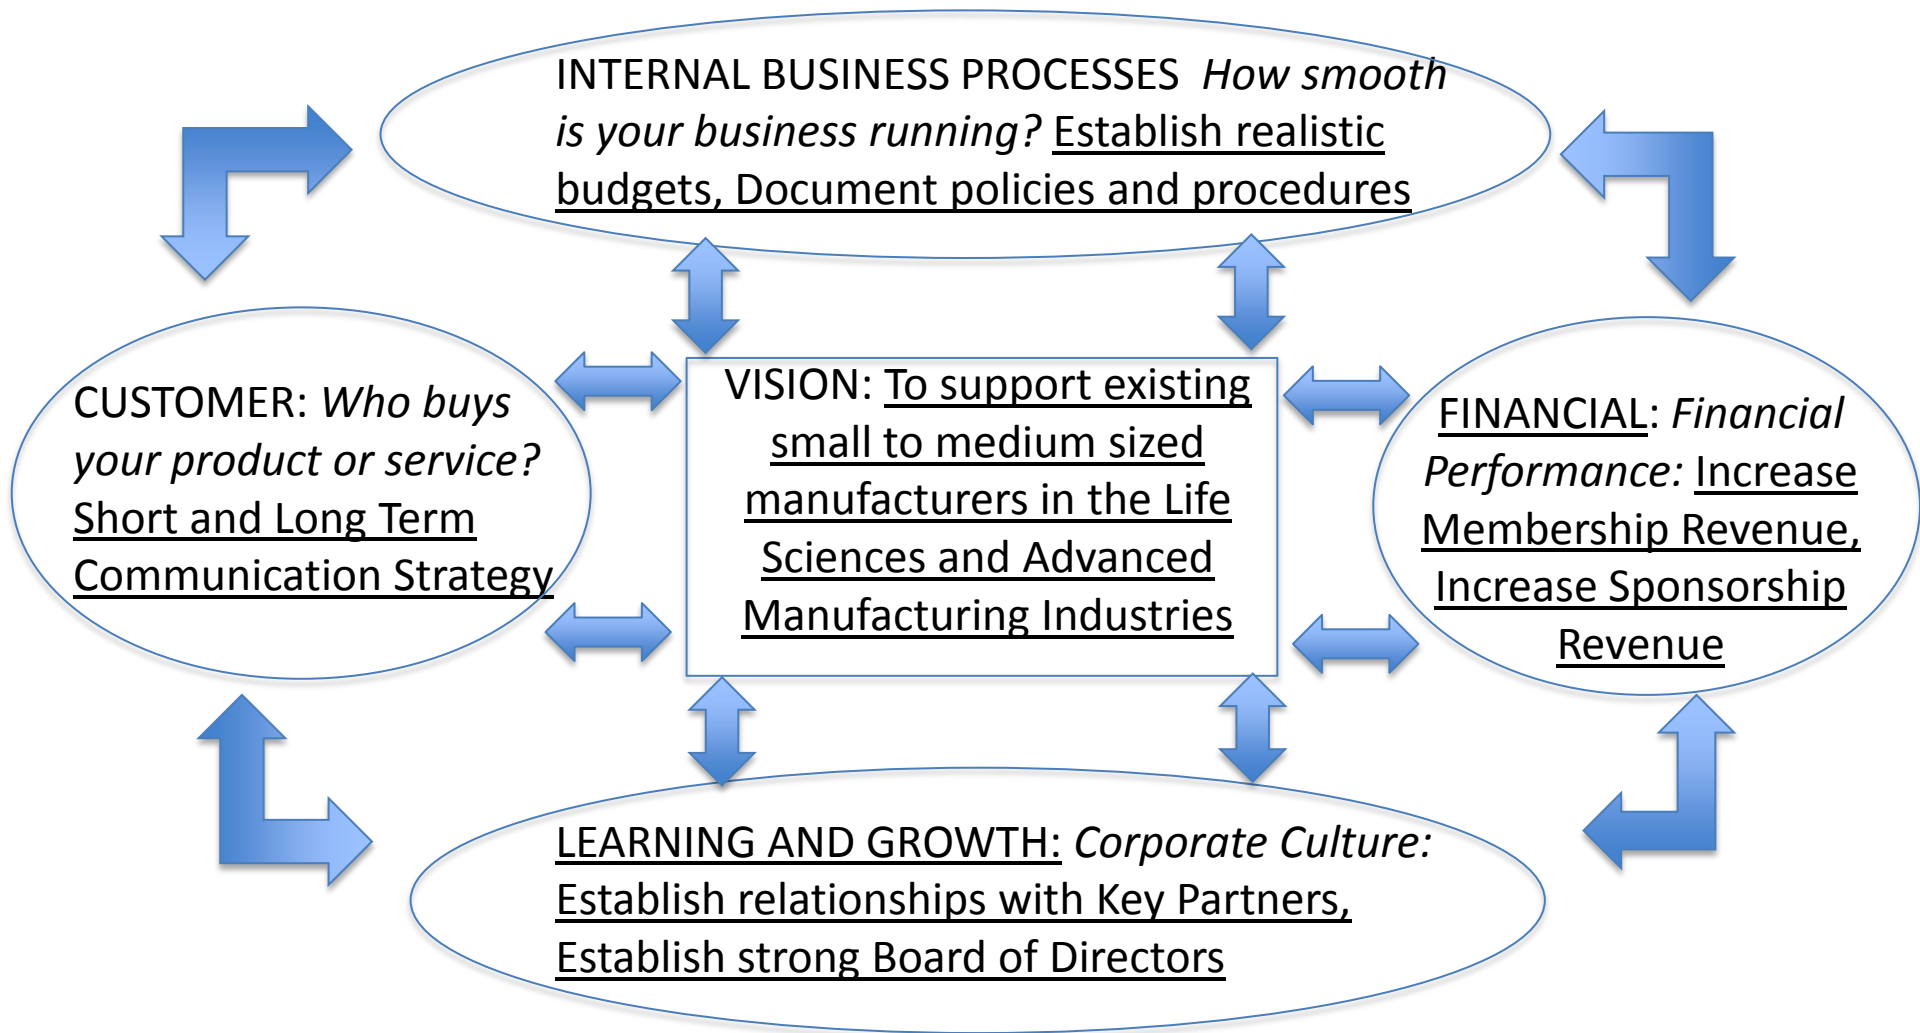 INTERNAL BUSINESS PROCESSES How smooth
is your business running? Establish realistic
budgets, Document policies and procedures
CUSTOMER: Who buys
your product or service?
Short and Long Term
Communication Strategy
VISION: To support existing
small to medium sized
manufacturers in the Life
Sciences and Advanced
Manufacturing Industries
FINANCIAL: Financial
Performance: Increase
Membership Revenue,
Increase Sponsorship
Revenue
LEARNING AND GROWTH: Corporate Culture:
Establish relationships with Key Partners,
Establish strong Board of Directors